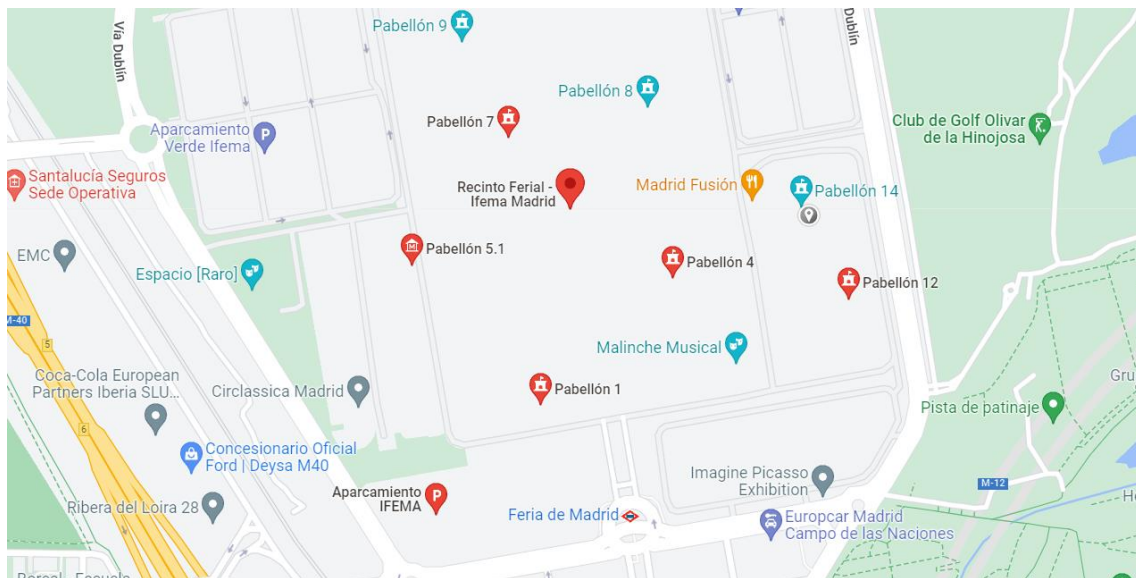 Pabellón 9
Vía Dublín
Dublín
Pabellón 8
Pabellón 7
Aparcamiento
Verde Ifema
Club de Golf Olivar
de la Hinojosa
Santalucía Seguros
Sede Operativa
Recinto Ferial -
Ifema Madrid
Madrid Fusión
Pabellón 14
EMC
Pabellón 5.1
Espacio [Raro]
Pabellón 4
Pabellón 12
M-40
5
Malinche Musical
Coca-Cola European
Partners Iberia SLU...
Circlassica Madrid
Pabellón 1
Gru
Pista de patinaje
6
Concesionario Oficial
Ford | Deysa M40
Imagine Picasso
Exhibition
M-12
Aparcamiento
IFEMA
P
P
Ribera del Loira 28
Feria de Madrid
Europcar Madrid
Campo de las Naciones